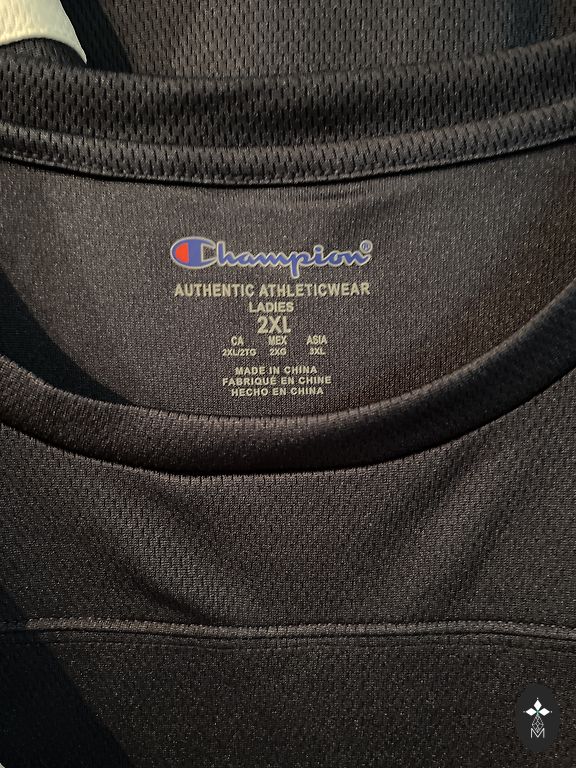 Champion®
AUTHENTIC ATHLETICWEAR
LADIES
2XL
CA MEX ASIA
2XL/2TG 2XG 3XL
MADE IN CHINA
FABRIQUÉ EN CHINE
HECHO EN CHINA
M